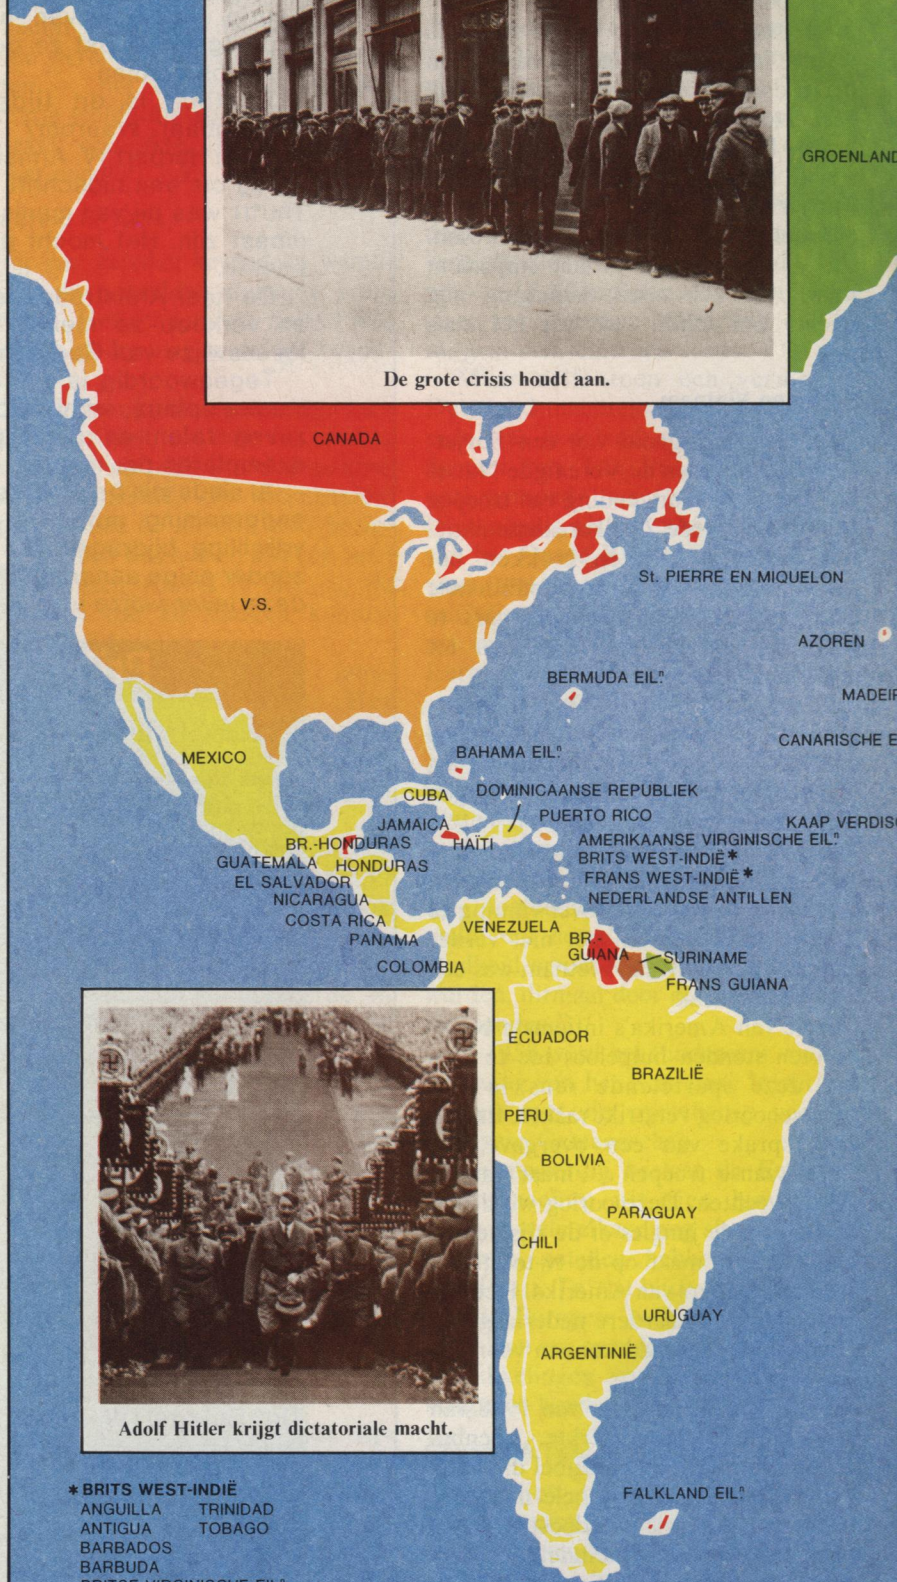 GROENLAND
De grote crisis houdt aan.
CANADA
St. PIERRE EN MIQUELON
V.S.
AZOREN
BERMUDA EIL.ⁿ
MADEIR
CANARISCHE E
BAHAMA EIL.ⁿ
MEXICO
CUBA
DOMINICAANSE REPUBLIEK
PUERTO RICO
JAMAICA
KAAP VERDISC
HAÏTI
AMERIKAANSE VIRGINISCHE EIL.ⁿ
BR.-HONDURAS
BRITS WEST-INDIË*
GUATEMALA
HONDURAS
FRANS WEST-INDIË*
EL SALVADOR
NEDERLANDSE ANTILLEN
NICARAGUA
COSTA RICA
PANAMA
VENEZUELA
BR.-
GUIANA
SURINAME
COLOMBIA
FRANS GUIANA
ECUADOR
BRAZILIË
PERU
BOLIVIA
PARAGUAY
CHILI
URUGUAY
ARGENTINIË
Adolf Hitler krijgt dictatoriale macht.
FALKLAND EIL.ⁿ
*BRITS WEST-INDIË
ANGUILLA TRINIDAD
ANTIGUA TOBAGO
BARBADOS
BARBUDA
BRITSE VIRGINISCHE EIL.ⁿ